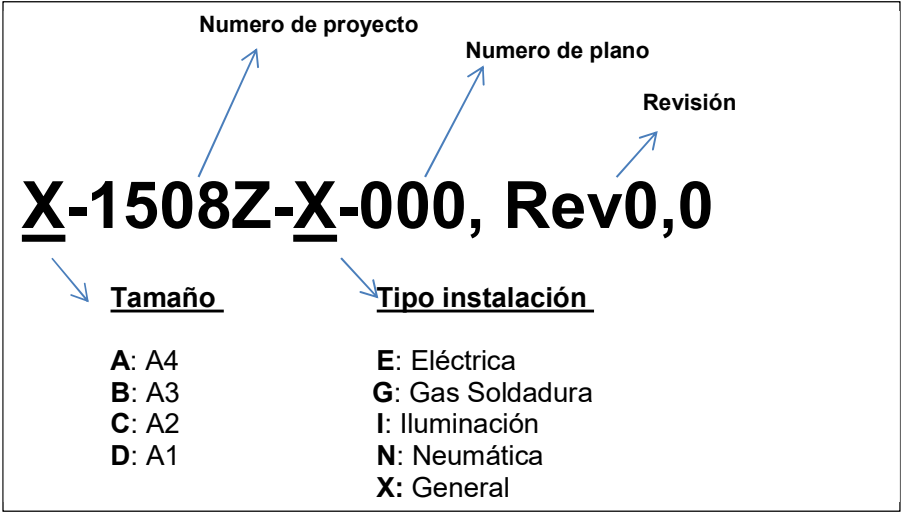 Numero de proyecto
Numero de plano
Revisión
X-1508Z-X-000, Rev0,0
Tamaño
A: A4
B: A3
C: A2
D: A1
Tipo instalación
E: Eléctrica
G: Gas Soldadura
I: Iluminación
N: Neumática
X: General